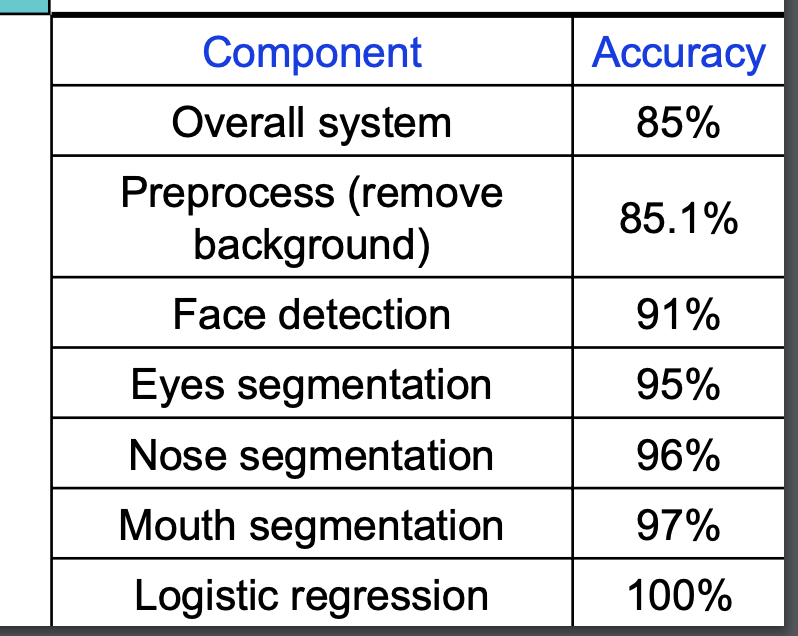 Component Accuracy
Overall system 85%
Preprocess (remove
background) 85.1%
Face detection 91%
Eyes segmentation 95%
Nose segmentation 96%
Mouth segmentation 97%
Logistic regression 100%